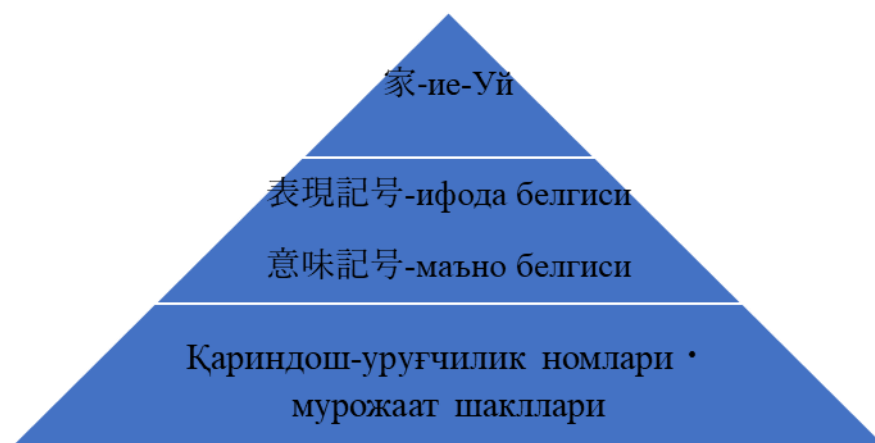 家-ие-Уй
表現記号-ифода белгиси
意味記号-маъно белгиси
Қариндош-уруғчилик номлари・
мурожаат шакллари